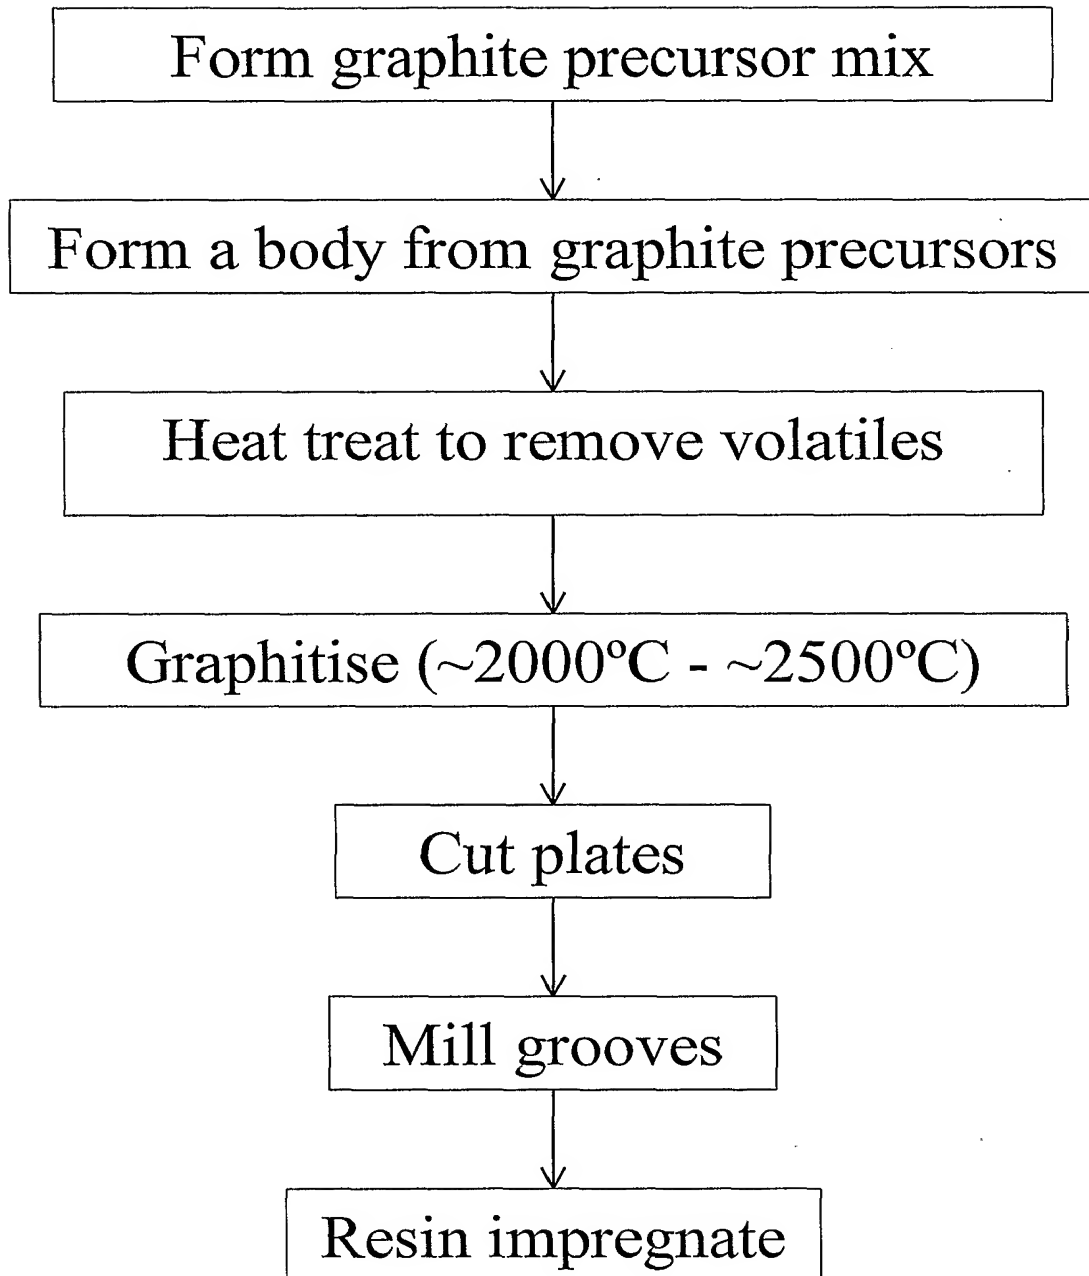 Form graphite precursor mix
Form a body from graphite precursors
Heat treat to remove volatiles
Graphitise (~2000ºC - ~2500ºC)
Cut plates
Mill grooves
Resin impregnate